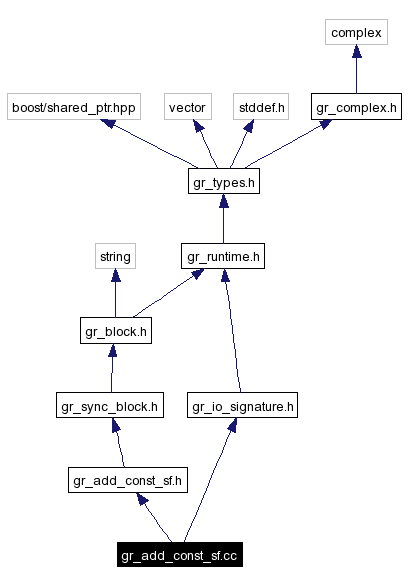 complex
boost/shared_ptr.hpp
vector
stddef.h
gr_complex.h
gr_types.h
string
gr_runtime.h
gr_block.h
gr_sync_block.h
gr_io_signature.h
gr_add_const_sf.h
gr_add_const_sf.cc